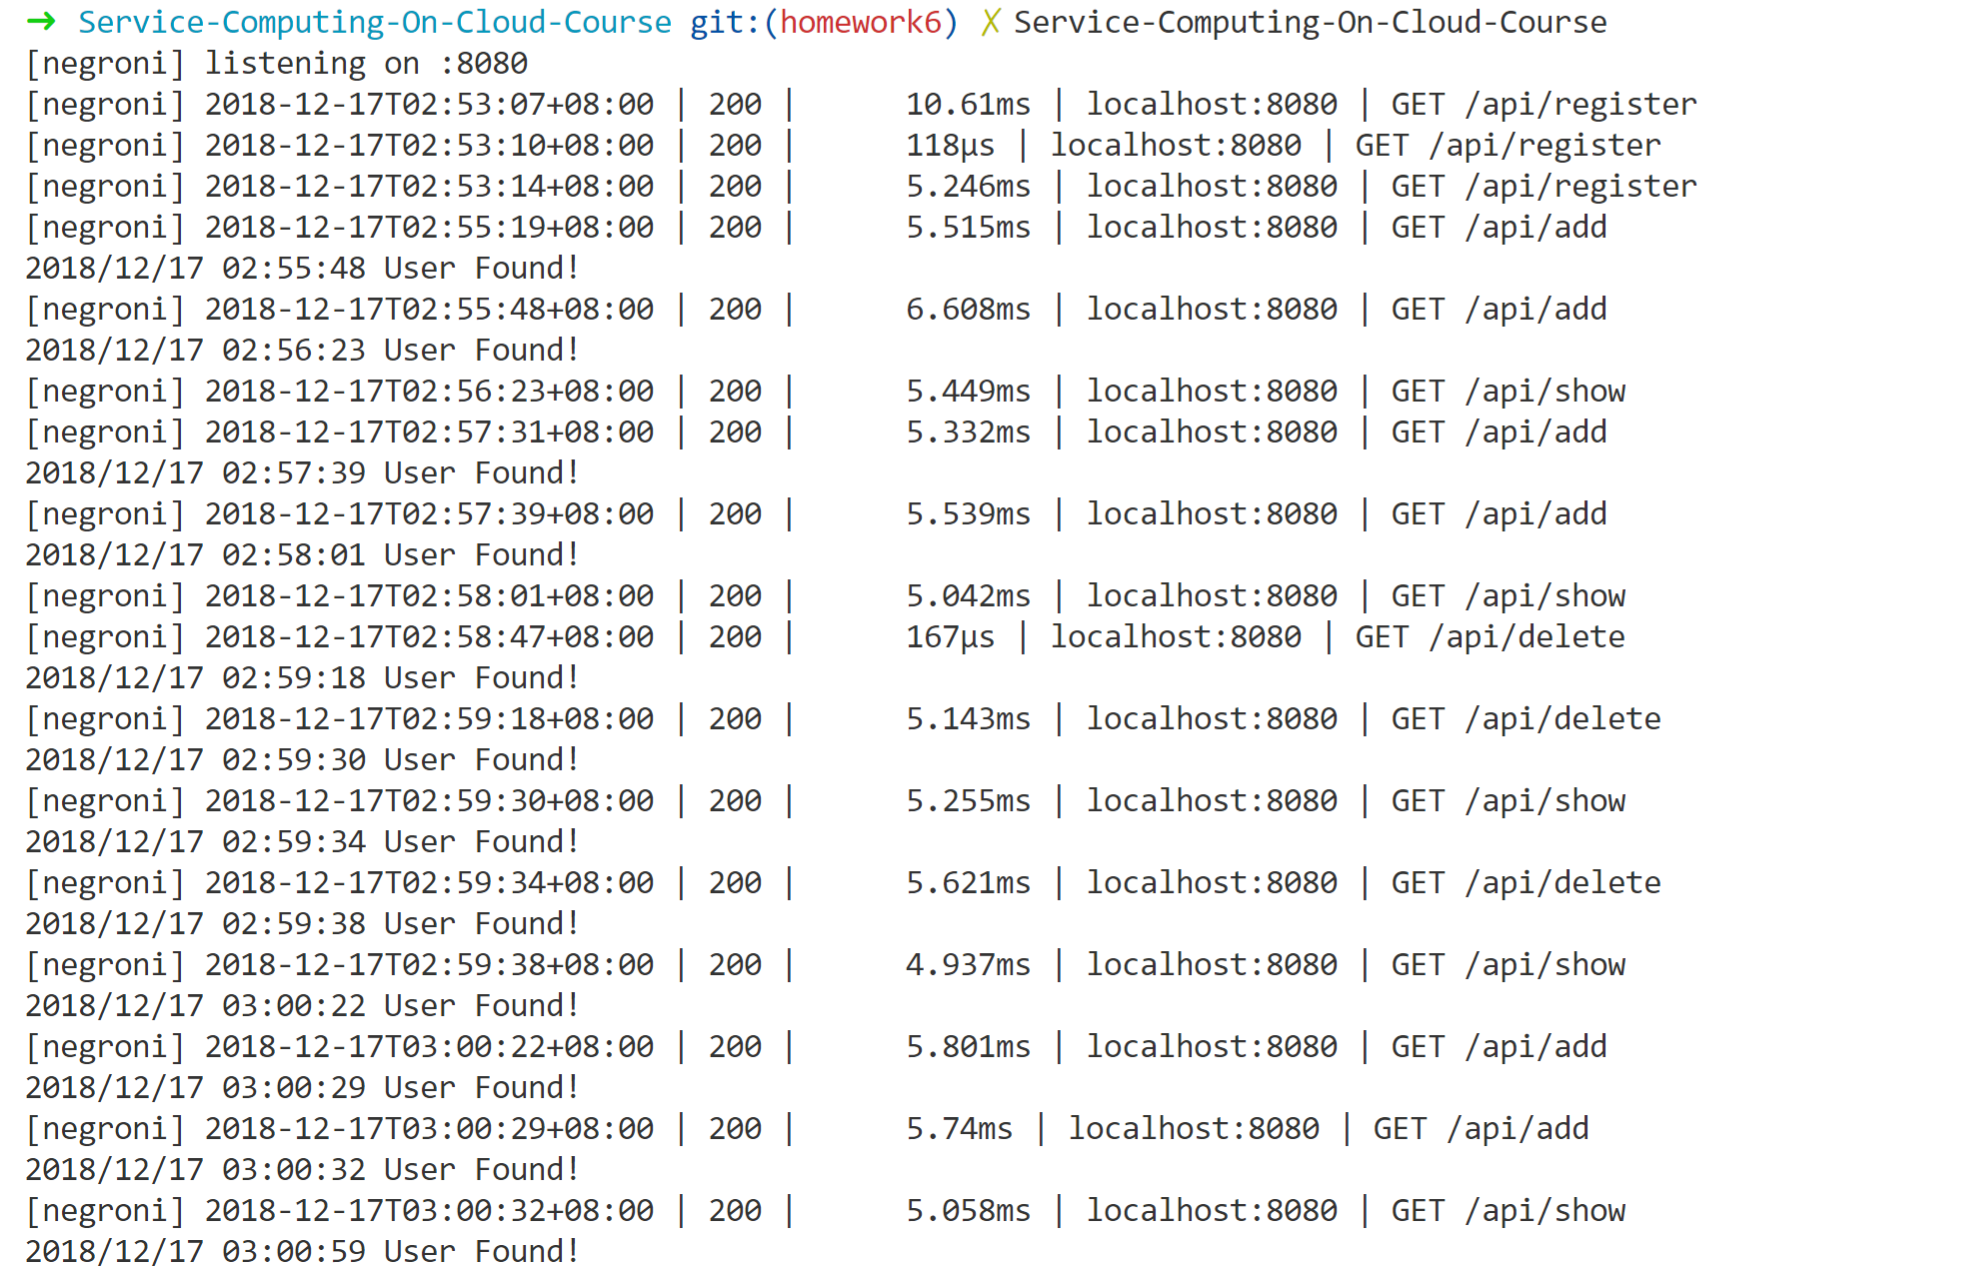 ➜ Service-Computing-On-Cloud-Course git:(homework6) ✗ Service-Computing-On-Cloud-Course
[negroni] listening on :8080
[negroni] 2018-12-17T02:53:07+08:00 | 200 | 10.61ms | localhost:8080 | GET /api/register
[negroni] 2018-12-17T02:53:10+08:00 | 200 | 118µs | localhost:8080 | GET /api/register
[negroni] 2018-12-17T02:53:14+08:00 | 200 | 5.246ms | localhost:8080 | GET /api/register
[negroni] 2018-12-17T02:55:19+08:00 | 200 | 5.515ms | localhost:8080 | GET /api/add
2018/12/17 02:55:48 User Found!
[negroni] 2018-12-17T02:55:48+08:00 | 200 | 6.608ms | localhost:8080 | GET /api/add
2018/12/17 02:56:23 User Found!
[negroni] 2018-12-17T02:56:23+08:00 | 200 | 5.449ms | localhost:8080 | GET /api/show
[negroni] 2018-12-17T02:57:31+08:00 | 200 | 5.332ms | localhost:8080 | GET /api/add
2018/12/17 02:57:39 User Found!
[negroni] 2018-12-17T02:57:39+08:00 | 200 | 5.539ms | localhost:8080 | GET /api/add
2018/12/17 02:58:01 User Found!
[negroni] 2018-12-17T02:58:01+08:00 | 200 | 5.042ms | localhost:8080 | GET /api/show
[negroni] 2018-12-17T02:58:47+08:00 | 200 | 167µs | localhost:8080 | GET /api/delete
2018/12/17 02:59:18 User Found!
[negroni] 2018-12-17T02:59:18+08:00 | 200 | 5.143ms | localhost:8080 | GET /api/delete
2018/12/17 02:59:30 User Found!
[negroni] 2018-12-17T02:59:30+08:00 | 200 | 5.255ms | localhost:8080 | GET /api/show
2018/12/17 02:59:34 User Found!
[negroni] 2018-12-17T02:59:34+08:00 | 200 | 5.621ms | localhost:8080 | GET /api/delete
2018/12/17 02:59:38 User Found!
[negroni] 2018-12-17T02:59:38+08:00 | 200 | 4.937ms | localhost:8080 | GET /api/show
2018/12/17 03:00:22 User Found!
[negroni] 2018-12-17T03:00:22+08:00 | 200 | 5.801ms | localhost:8080 | GET /api/add
2018/12/17 03:00:29 User Found!
[negroni] 2018-12-17T03:00:29+08:00 | 200 | 5.74ms | localhost:8080 | GET /api/add
2018/12/17 03:00:32 User Found!
[negroni] 2018-12-17T03:00:32+08:00 | 200 | 5.058ms | localhost:8080 | GET /api/show
2018/12/17 03:00:59 User Found!